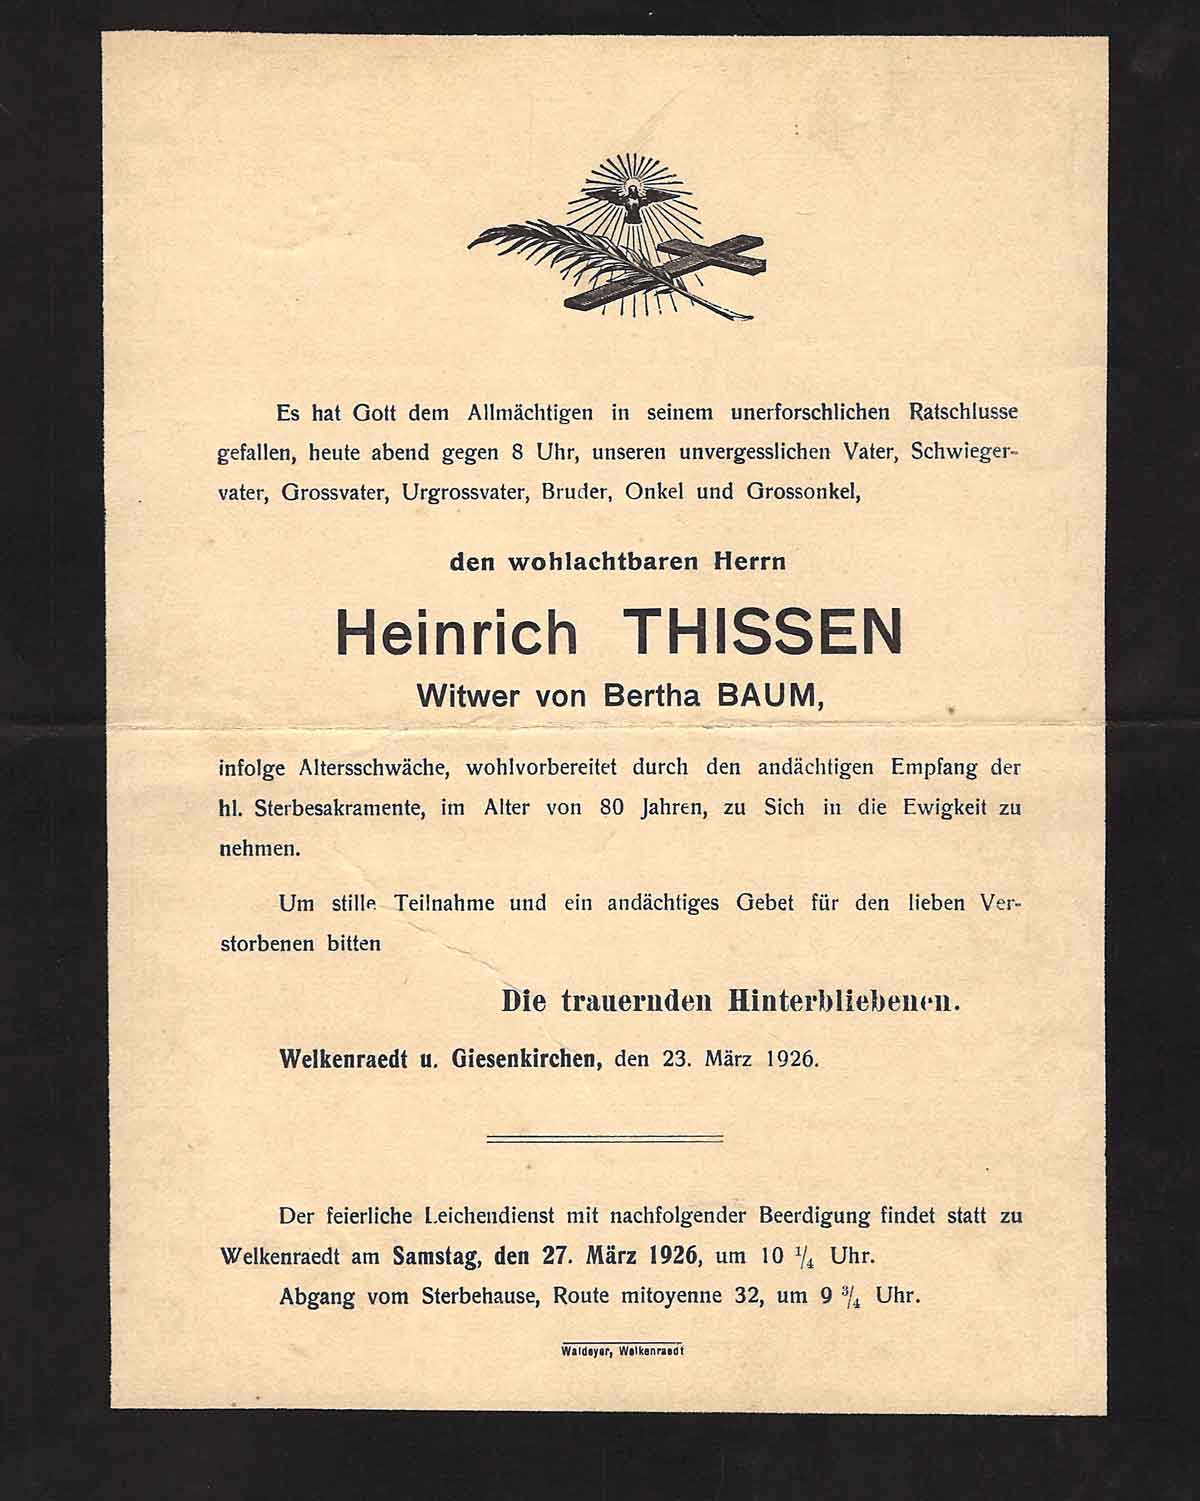 Es hat Gott dem Allmächtigen in seinem unerforschlichen Ratschlusse
gefallen, heute abend gegen 8 Uhr, unseren unvergesslichen Vater, Schwieger-
vater, Grossvater, Urgrossvater, Bruder, Onkel und Grossonkel,
den wohlachtbaren Herrn
Heinrich THISSEN
Witwer von Bertha BAUM,
infolge Altersschwäche, wohlvorbereitet durch den andächtigen Empfang der
hl. Sterbesakramente, im Alter von 80 Jahren, zu Sich in die Ewigkeit zu
nehmen.
Um stille Teilnahme und ein andächtiges Gebet für den lieben Ver-
storbenen bitten
Die trauernden Hinterbliebenen.
Welkenraedt u. Giesenkirchen, den 23. März 1926.
Der feierliche Leichendienst mit nachfolgender Beerdigung findet statt zu
Welkenraedt am Samstag, den 27. März 1926, um 10 1/4 Uhr.
Abgang vom Sterbehause, Route mitoyenne 32, um 9 3/4 Uhr.
Waldeyer, Welkenraedt